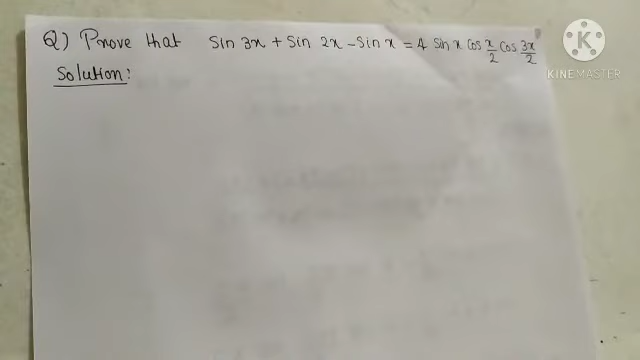 Q) Prove that Sin 3x + Sin 2x - Sin x = 4 Sin x Cos x/2 Cos 3x/2
Solution:
K
KINEMASTER